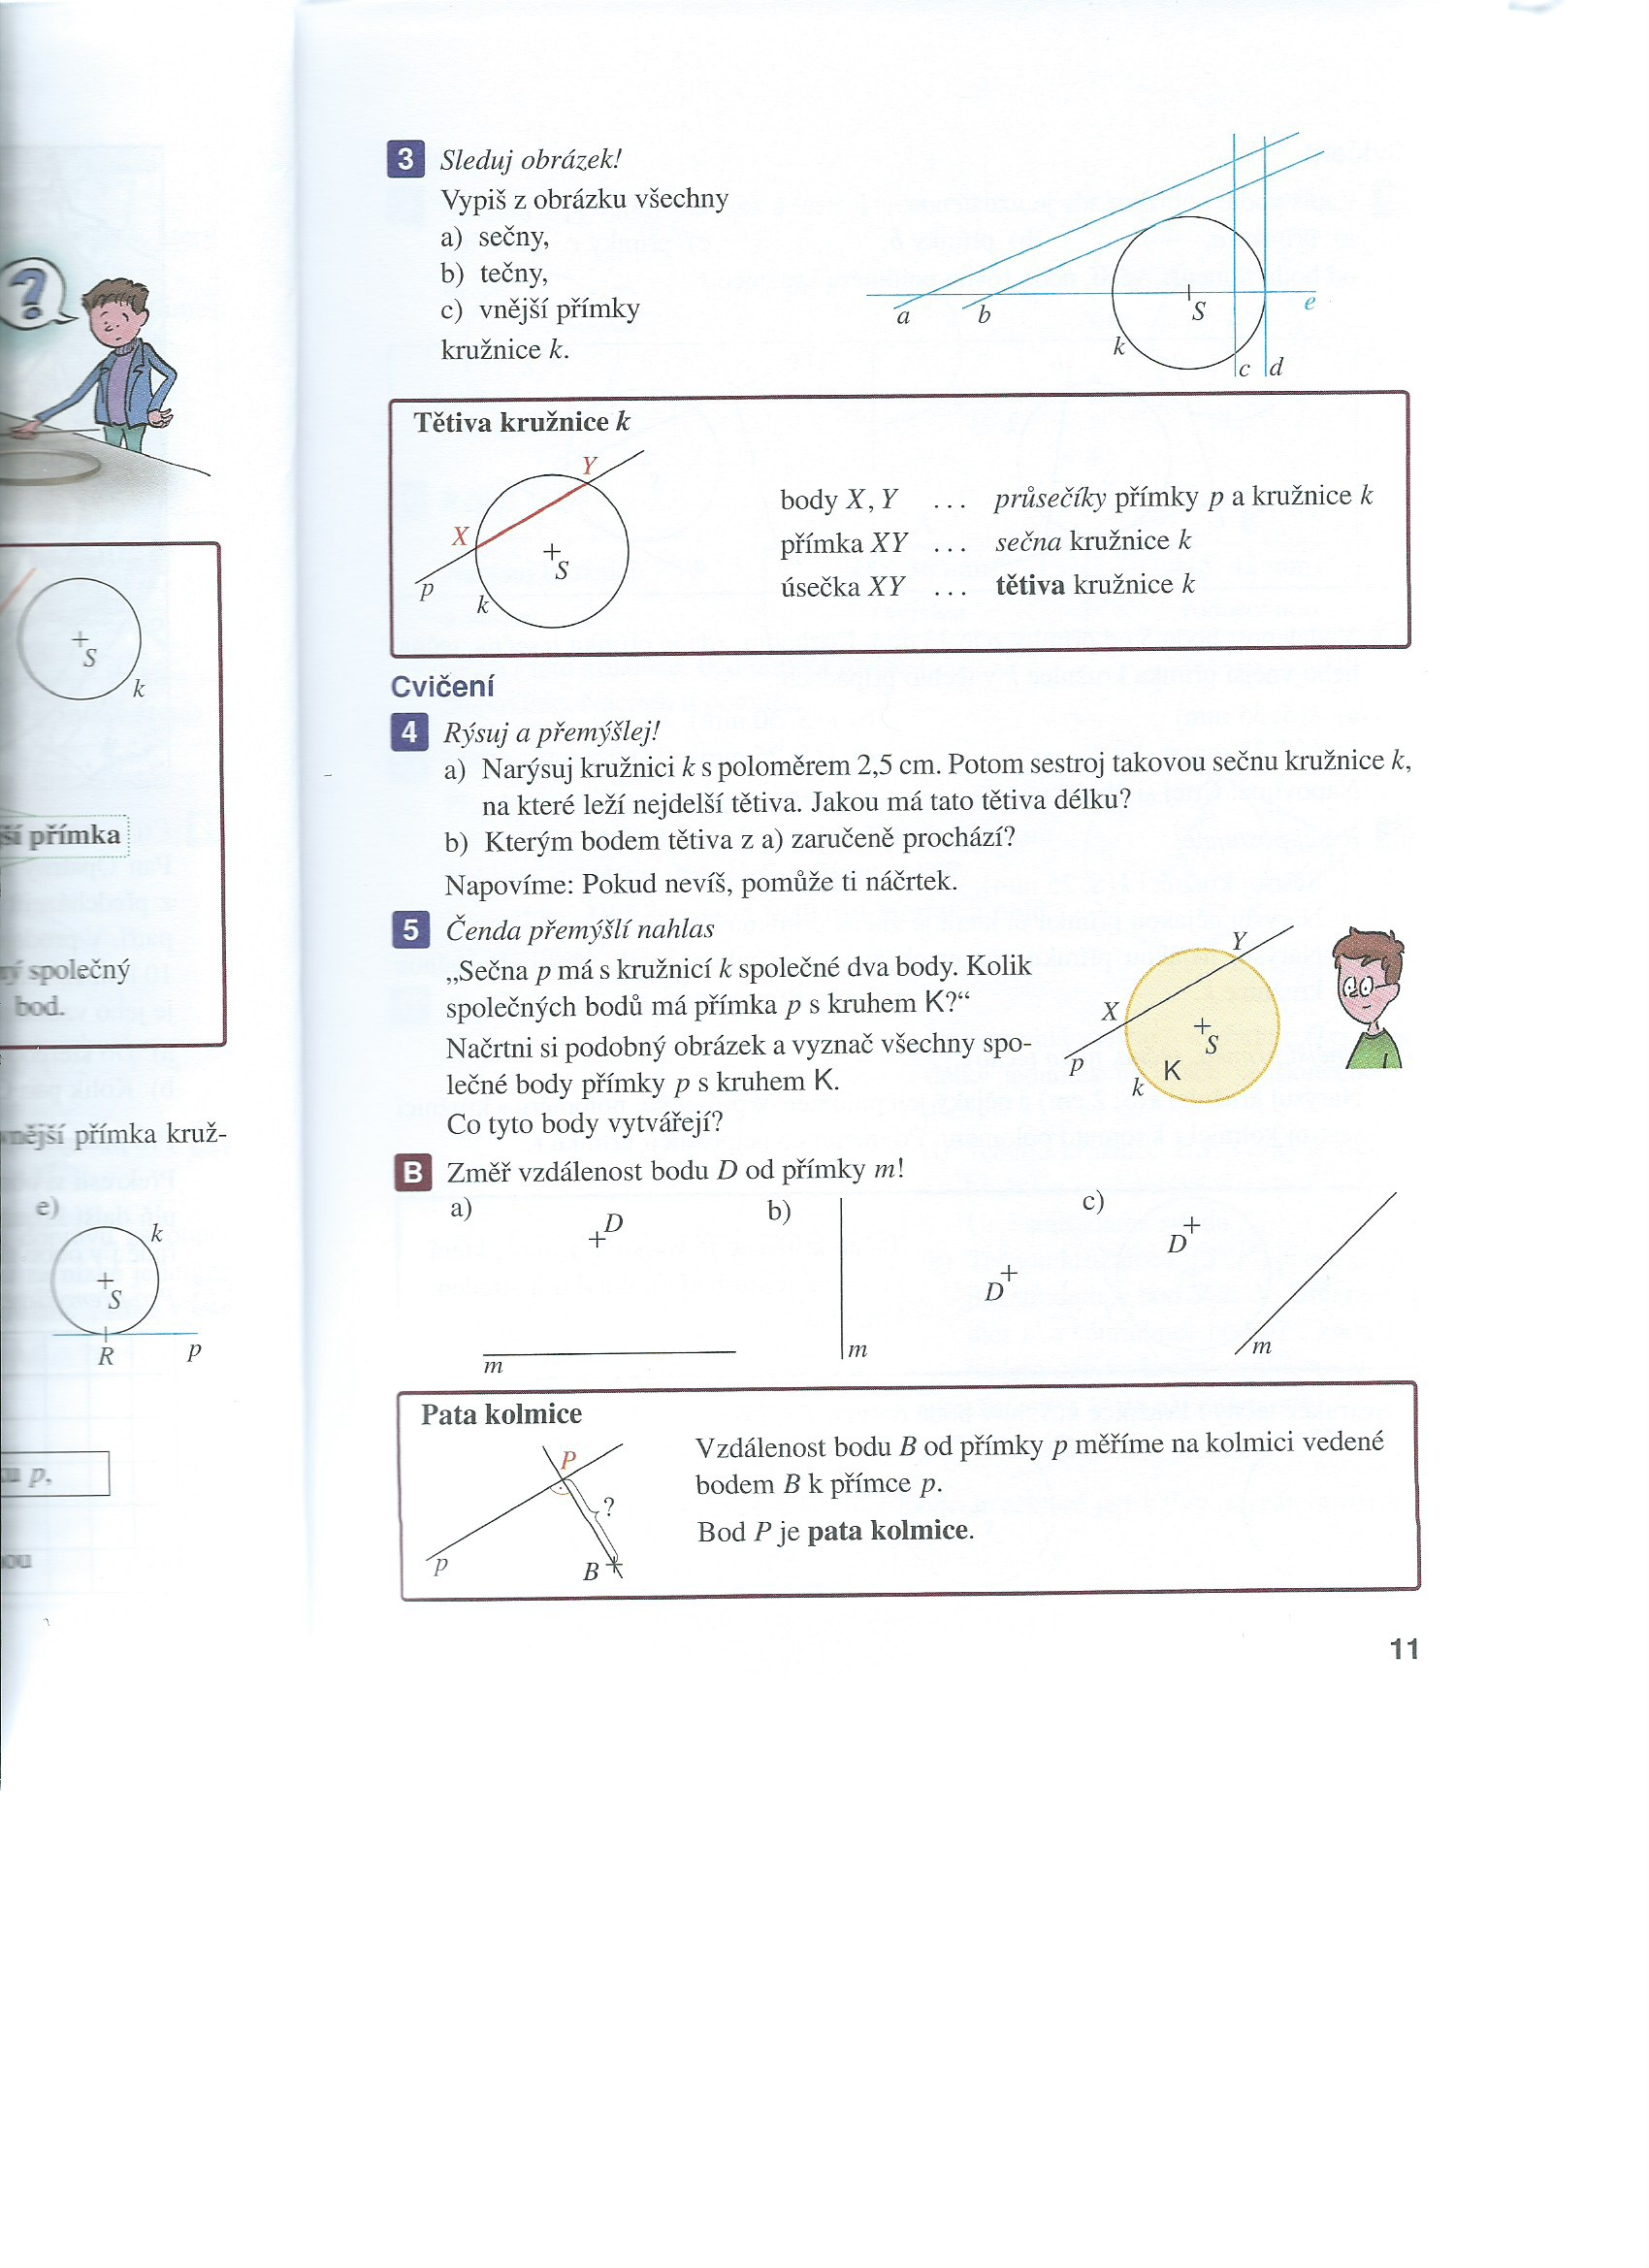 ?
S
k
ší přímka
ný společný
bod.
vnější přímka kruž-
e)
k
S
R
p
u p,
ou
3 Sleduj obrázek!
Vypiš z obrázku všechny
a) sečny,
b) tečny,
c) vnější přímky
kružnice k.
a
b
S
e
k
c
d
Tětiva kružnice k
Y
X
S
p
k
body X, Y ... průsečíky přímky p a kružnice k
přímka XY ... sečna kružnice k
úsečka XY ... tětiva kružnice k
Cvičení
4 Rýsuj a přemýšlej!
a) Narýsuj kružnici k s poloměrem 2,5 cm. Potom sestroj takovou sečnu kružnice k,
na které leží nejdelší tětiva. Jakou má tato tětiva délku?
b) Kterým bodem tětiva z a) zaručeně prochází?
Napovíme: Pokud nevíš, pomůže ti náčrtek.
5 Čenda přemýšlí nahlas
„Sečna p má s kružnicí k společné dva body. Kolik
společných bodů má přímka p s kruhem K?“
Načrtni si podobný obrázek a vyznač všechny spo-
lečné body přímky p s kruhem K.
Co tyto body vytvářejí?
Y
X
S
p
k
K
B Změř vzdálenost bodu D od přímky m!
a)
D
m
b)
D
m
c)
D
m
Pata kolmice
P
?
p
B
Vzdálenost bodu B od přímky p měříme na kolmici vedené
bodem B k přímce p.
Bod P je pata kolmice.
11